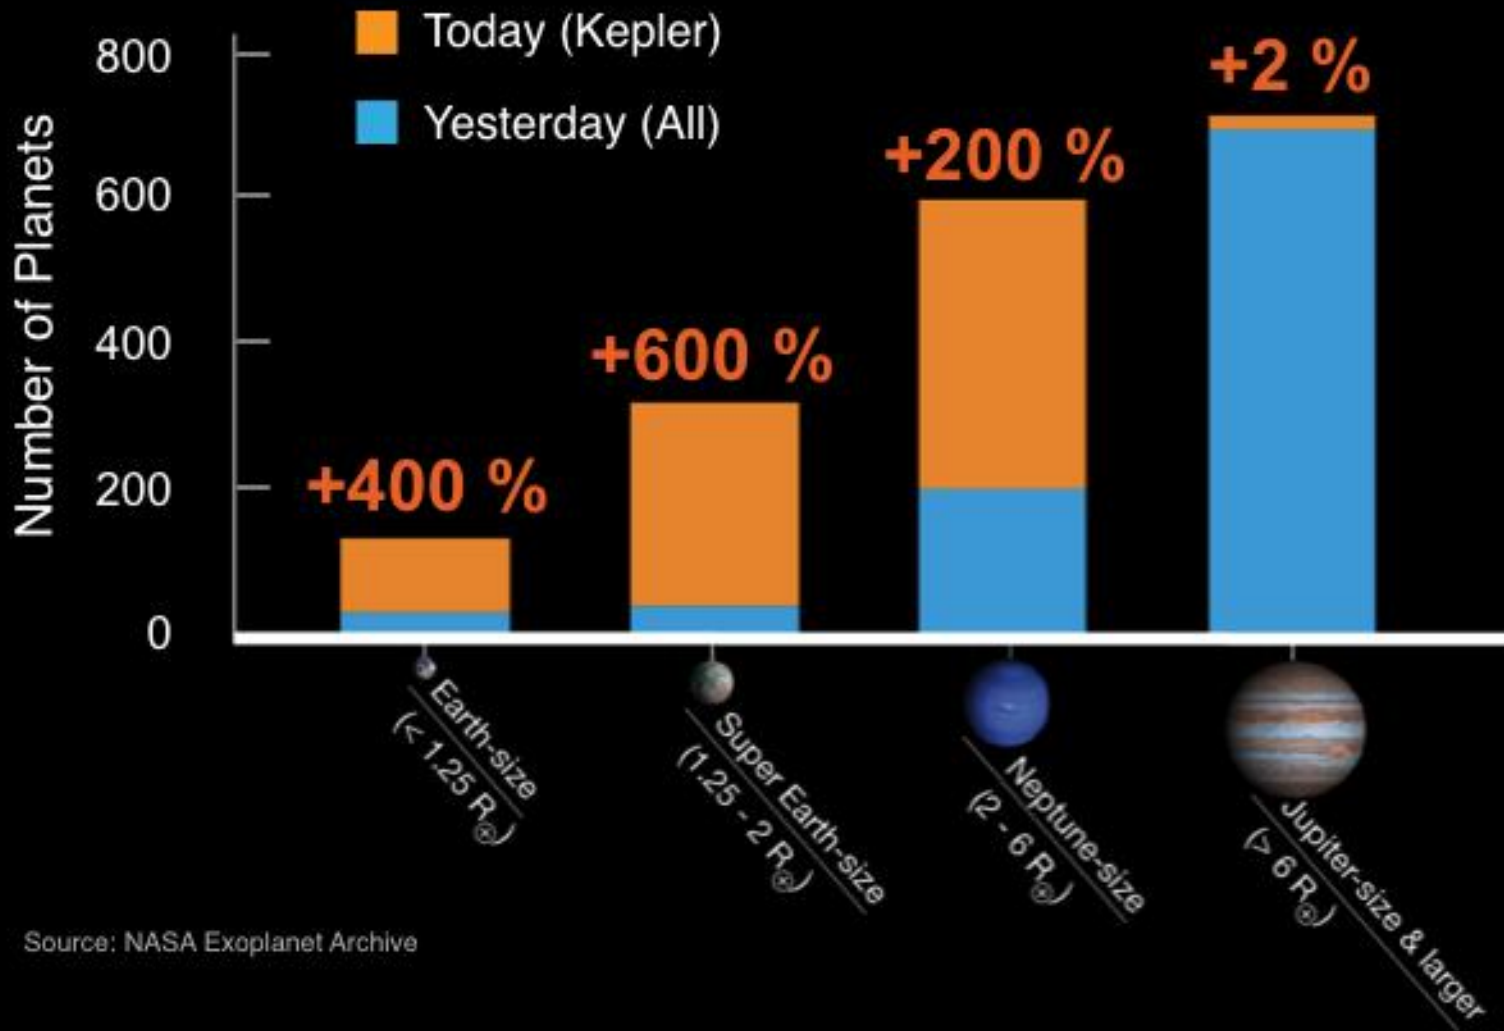 Today (Kepler)
Yesterday (All)
Number of Planets
800
600
400
200
0
+400 %
+600 %
+200 %
+2 %
Earth-size
(< 1.25 R⊕)
Super Earth-size
(1.25 - 2 R⊕)
Neptune-size
(2 - 6 R⊕)
Jupiter-size & larger
(> 6 R⊕)
Source: NASA Exoplanet Archive